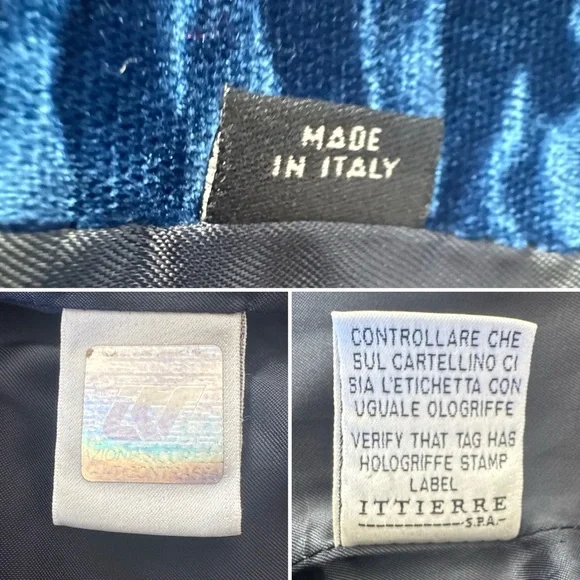 MADE
IN ITALY
CONTROLLARE CHE
SUL CARTELLINO CI
SIA L'ETICHETTA CON
UGUALE OLOGRIFFE
VERIFY THAT TAG HAS
HOLOGRIFFE STAMP
LABEL
ITTIERRE
S.P.A.